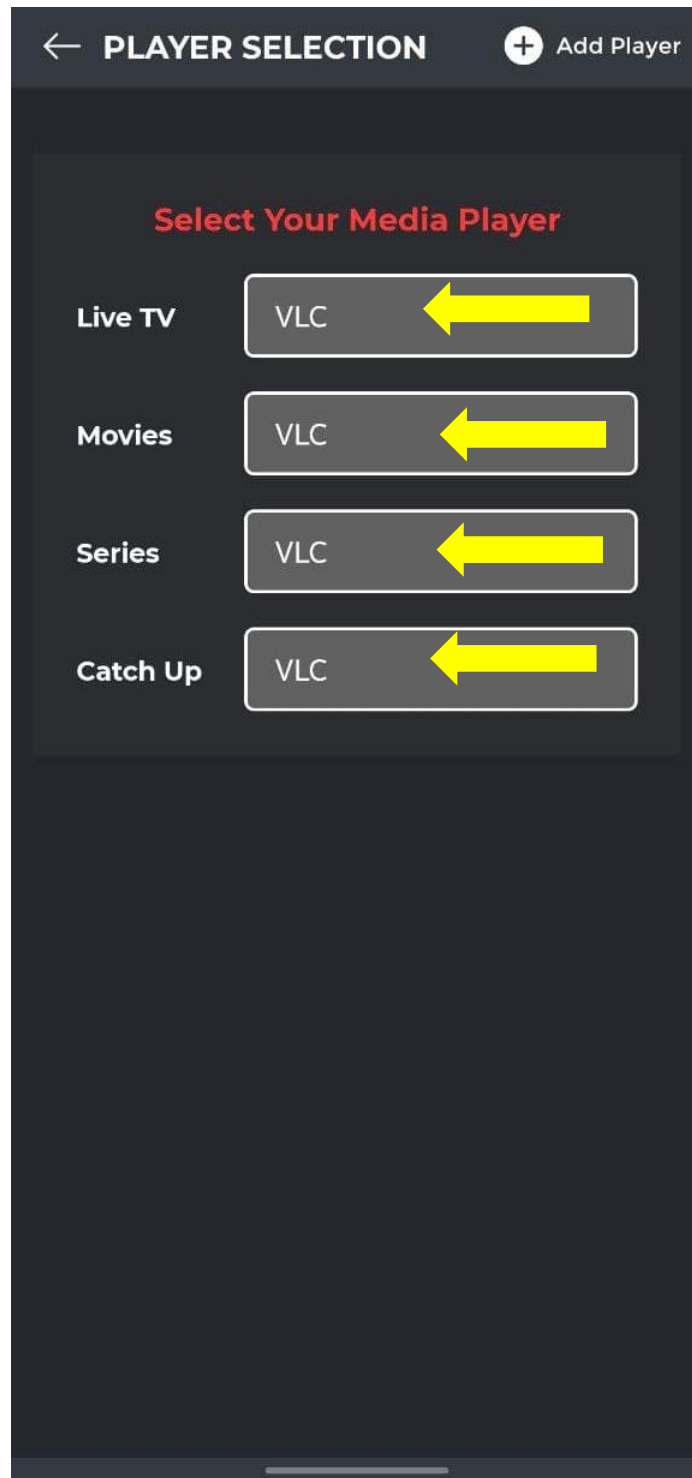 PLAYER SELECTION Add Player
Select Your Media Player
Live TV VLC
Movies VLC
Series VLC
Catch Up VLC